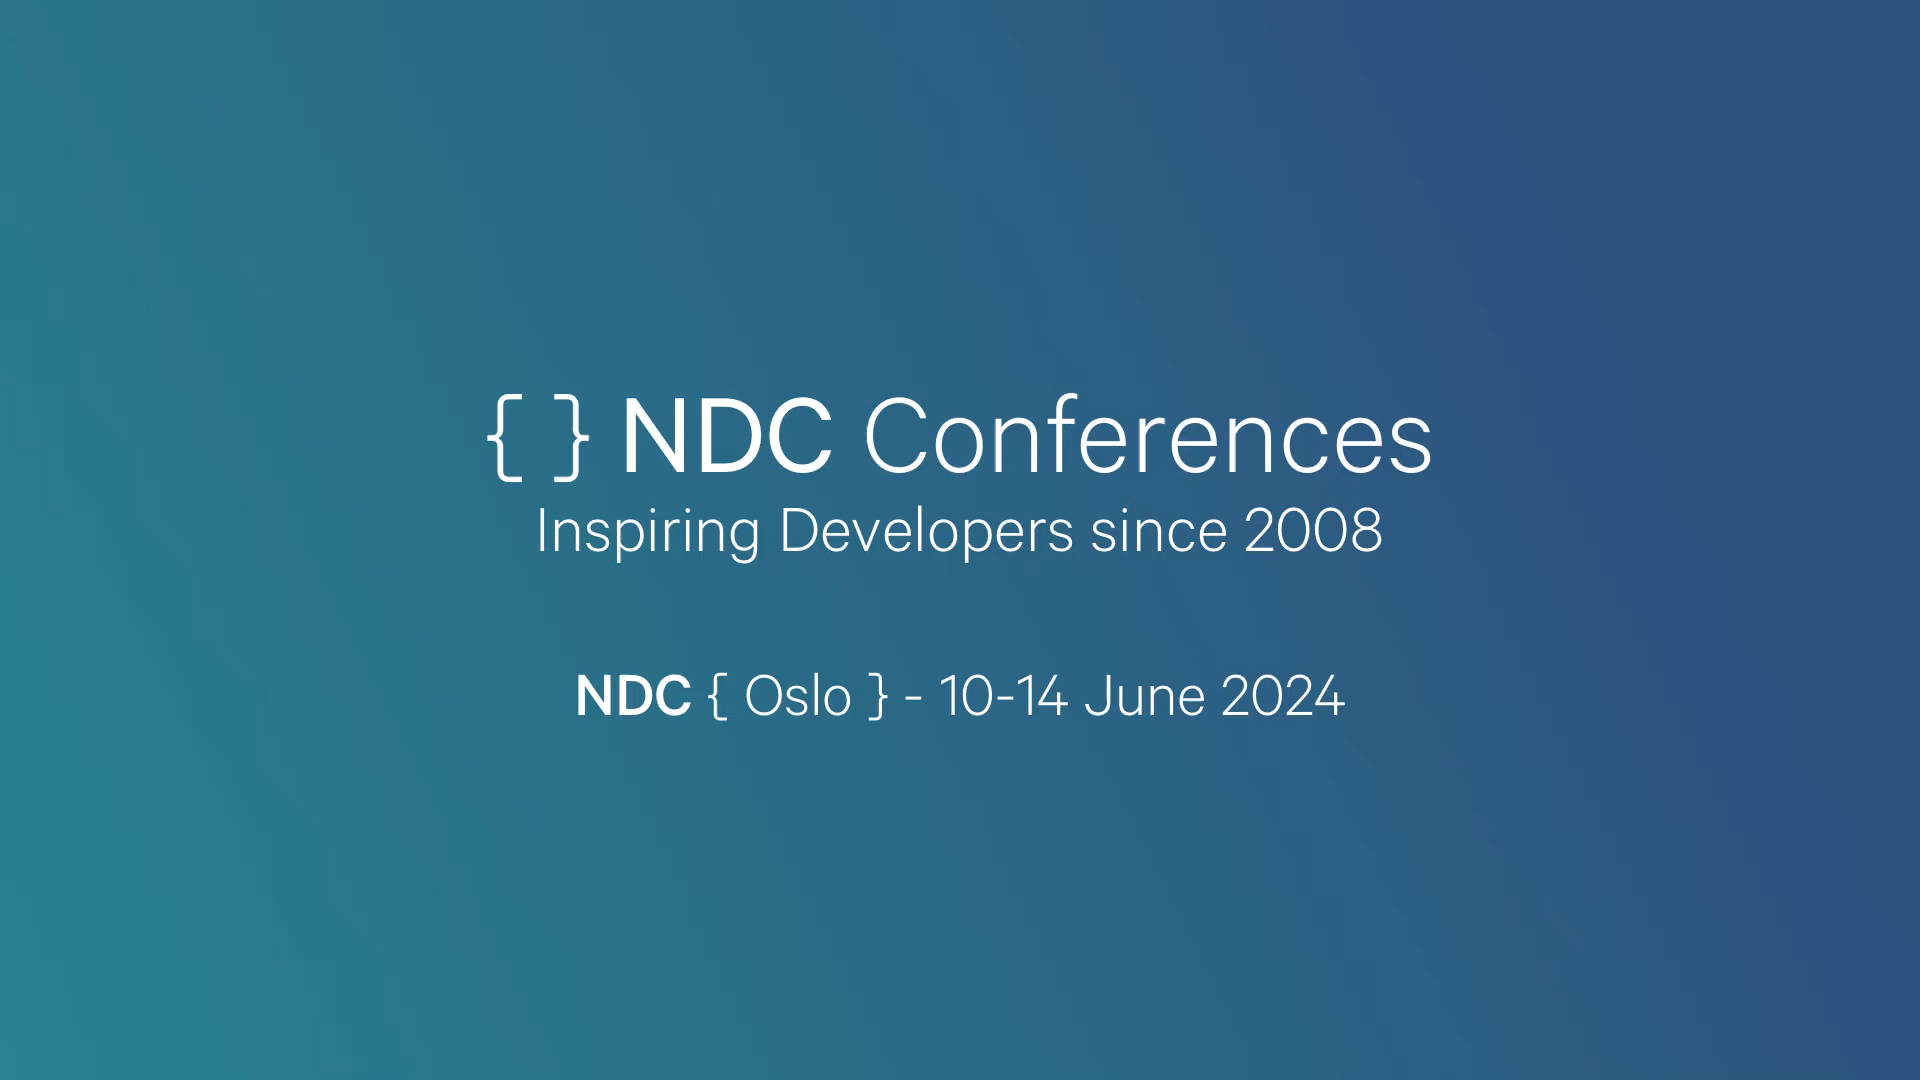 { } NDC Conferences
Inspiring Developers since 2008
NDC { Oslo } - 10-14 June 2024